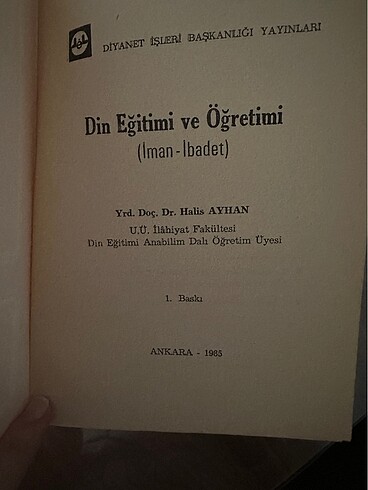 DİYANET İŞLERİ BAŞKANLIĞI YAYINLARI
Din Eğitimi ve Öğretimi
(İman-İbadet)
Yrd. Doç. Dr. Halis AYHAN
U.Ü. İlâhiyat Fakültesi
Din Eğitimi Anabilim Dalı Öğretim Üyesi
1. Baskı
ANKARA - 1985